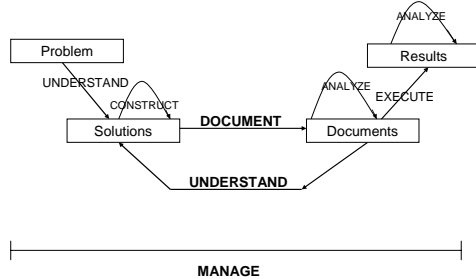 ANALYZE
Problem
Results
UNDERSTAND
ANALYZE
CONSTRUCT
EXECUTE
DOCUMENT
Solutions
Documents
UNDERSTAND
MANAGE